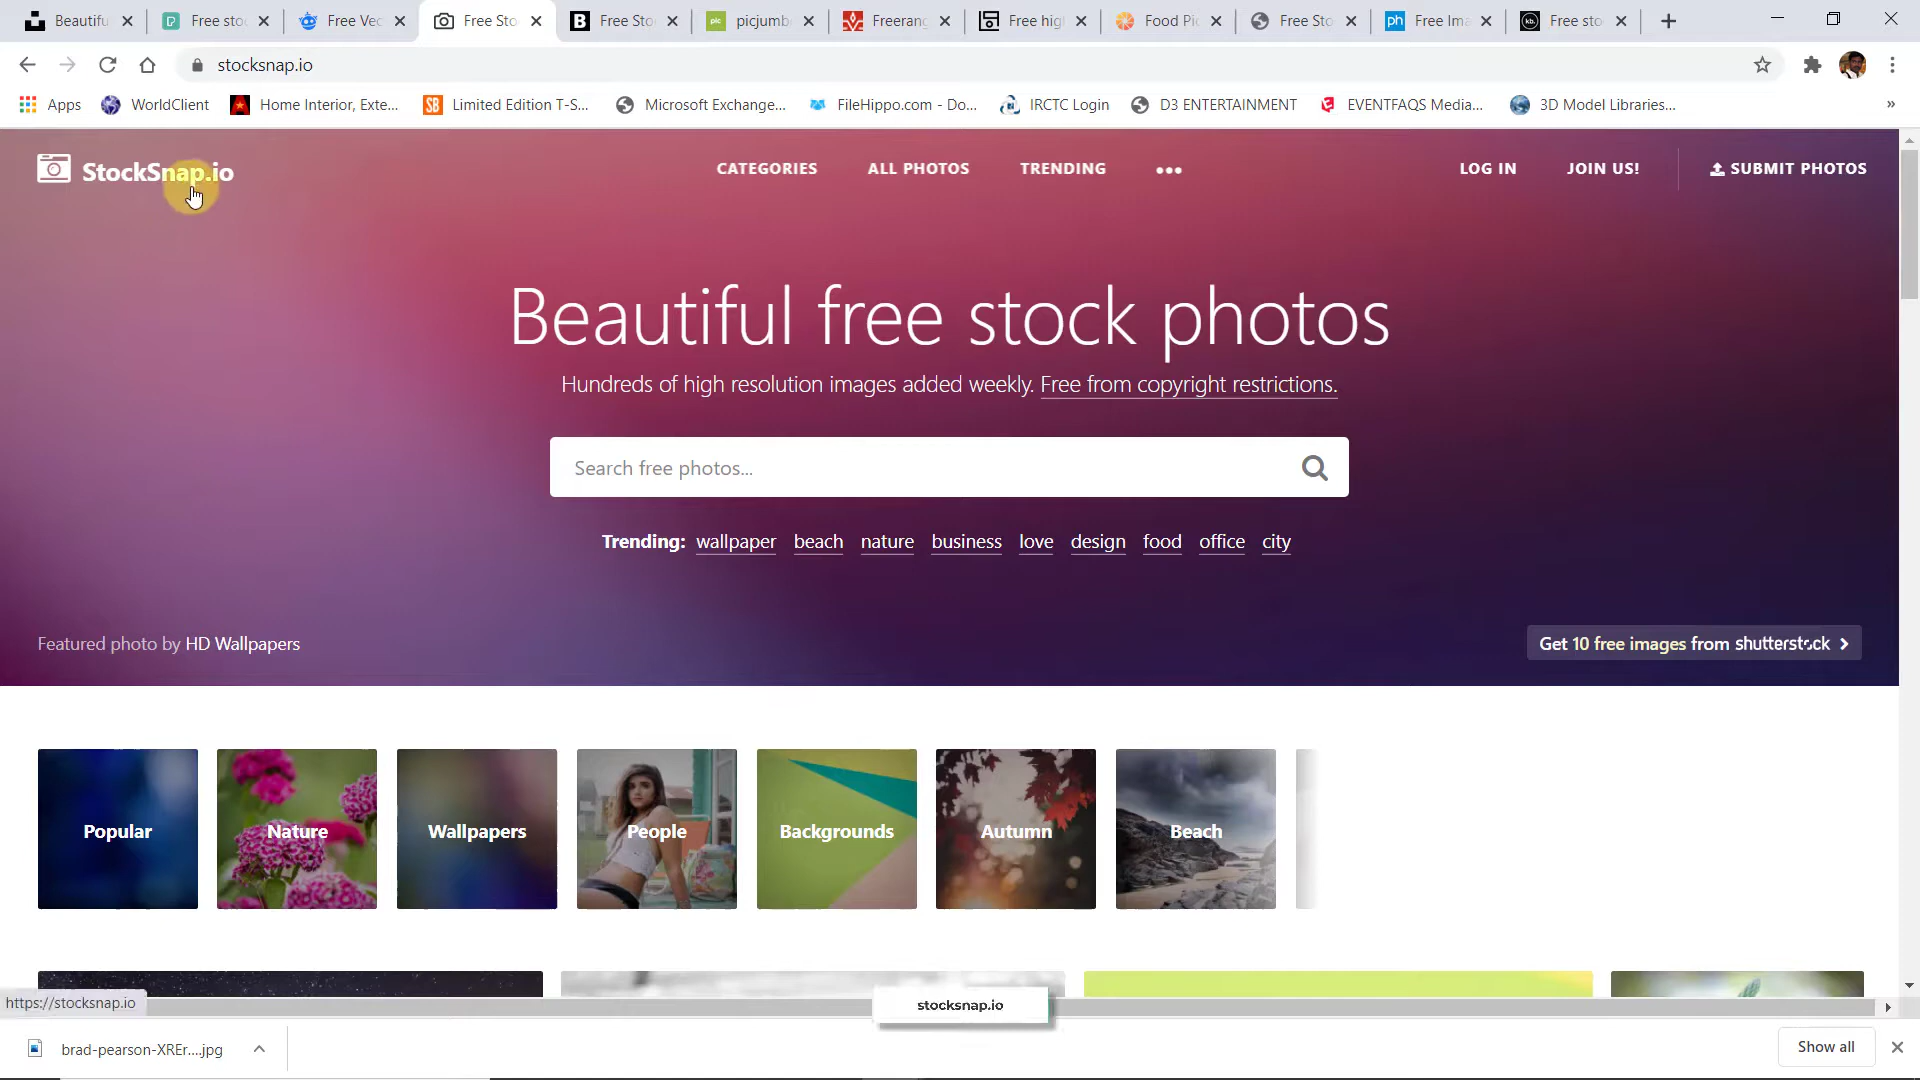 Beautiful
Free sto
Free Vec
Free Sto
Free Sto
picjumb
Freerang
Free hig
Food Pic
Free Sto
Free Ima
Free sto
stocksnap.io
Apps
WorldClient
Home Interior, Exte...
Limited Edition T-S...
Microsoft Exchange...
FileHippo.com - Do...
IRCTC Login
D3 ENTERTAINMENT
EVENTFAQS Media...
3D Model Libraries...
StockSnap.io
CATEGORIES
ALL PHOTOS
TRENDING
LOG IN
JOIN US!
SUBMIT PHOTOS
Beautiful free stock photos
Hundreds of high resolution images added weekly. Free from copyright restrictions.
Search free photos...
Trending: wallpaper beach nature business love design food office city
Featured photo by HD Wallpapers
Get 10 free images from shutterstock
Popular
Nature
Wallpapers
People
Backgrounds
Autumn
Beach
https://stocksnap.io
stocksnap.io
brad-pearson-XREr....jpg
Show all